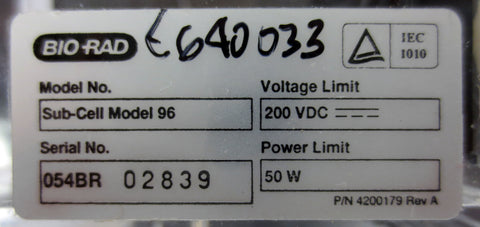 BIO-RAD E640033 IEC 1010
Model No. Voltage Limit
Sub-Cell Model 96 200 VDC
Serial No. Power Limit
054BR 02839 50 W
P/N 4200179 Rev A